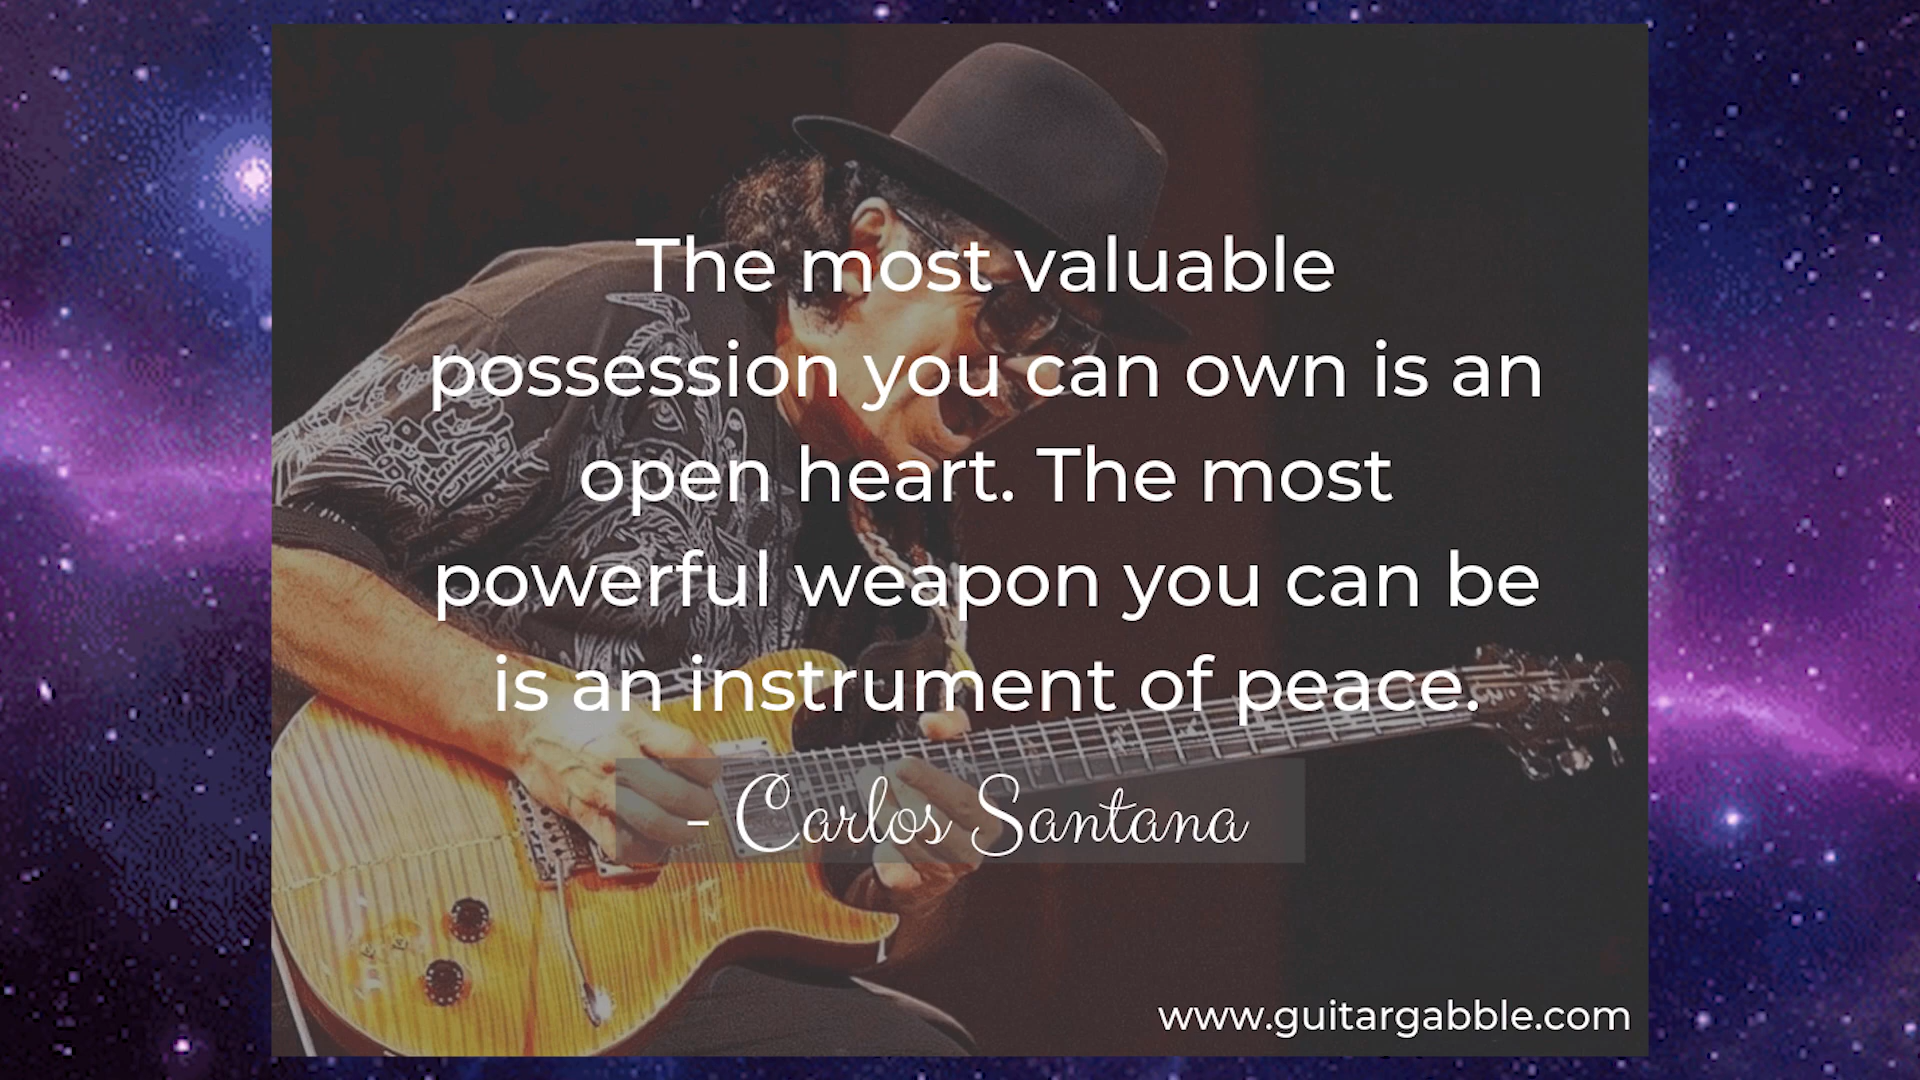 The most valuable
possession you can own is an
open heart. The most
powerful weapon you can be
is an instrument of peace.
- Carlos Santana
www.guitargabble.com